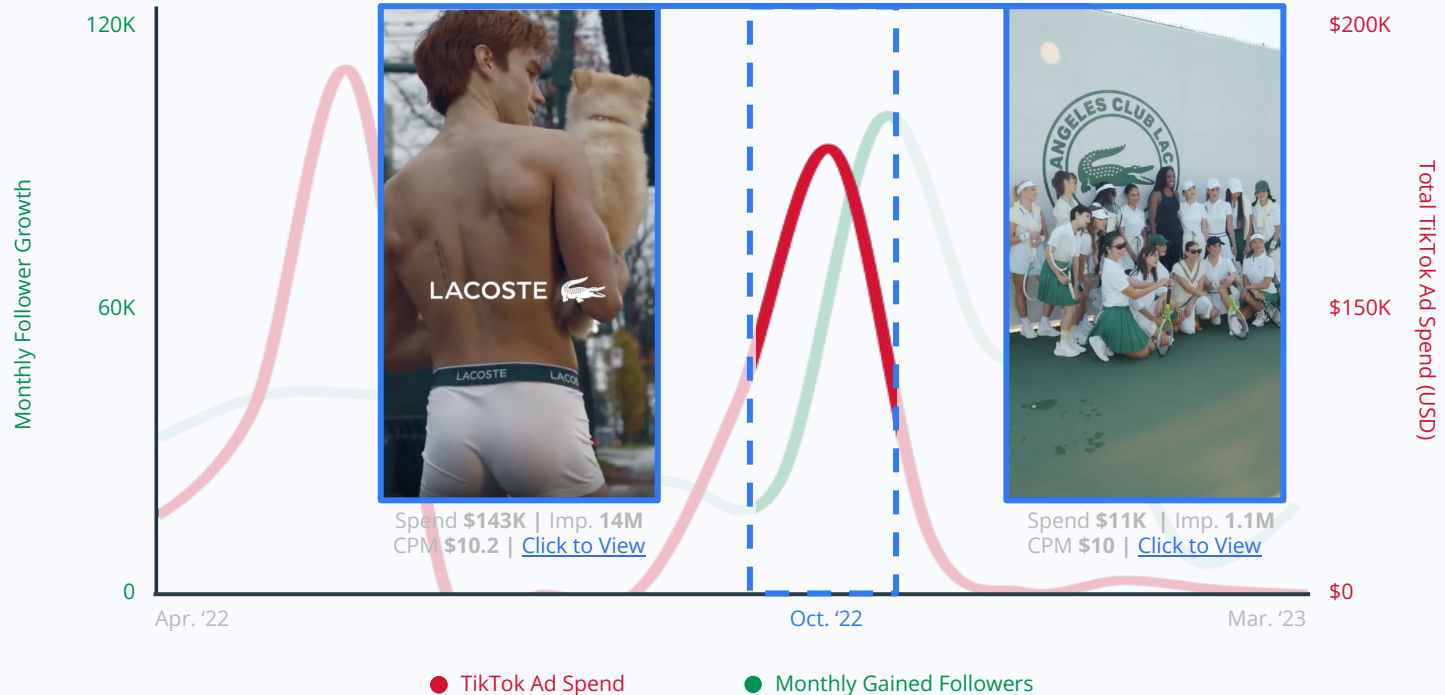 120K
$200K
ANGELES CLUB LAC
LACOSTE
LACOSTE
LACO
Monthly Follower Growth
60K
$150K
Total TikTok Ad Spend (USD)
Spend $143K | Imp. 14M
CPM $10.2 | Click to View
Spend $11K | Imp. 1.1M
CPM $10 | Click to View
0
$0
Apr. ‘22
Oct. ‘22
Mar. ‘23
TikTok Ad Spend
Monthly Gained Followers